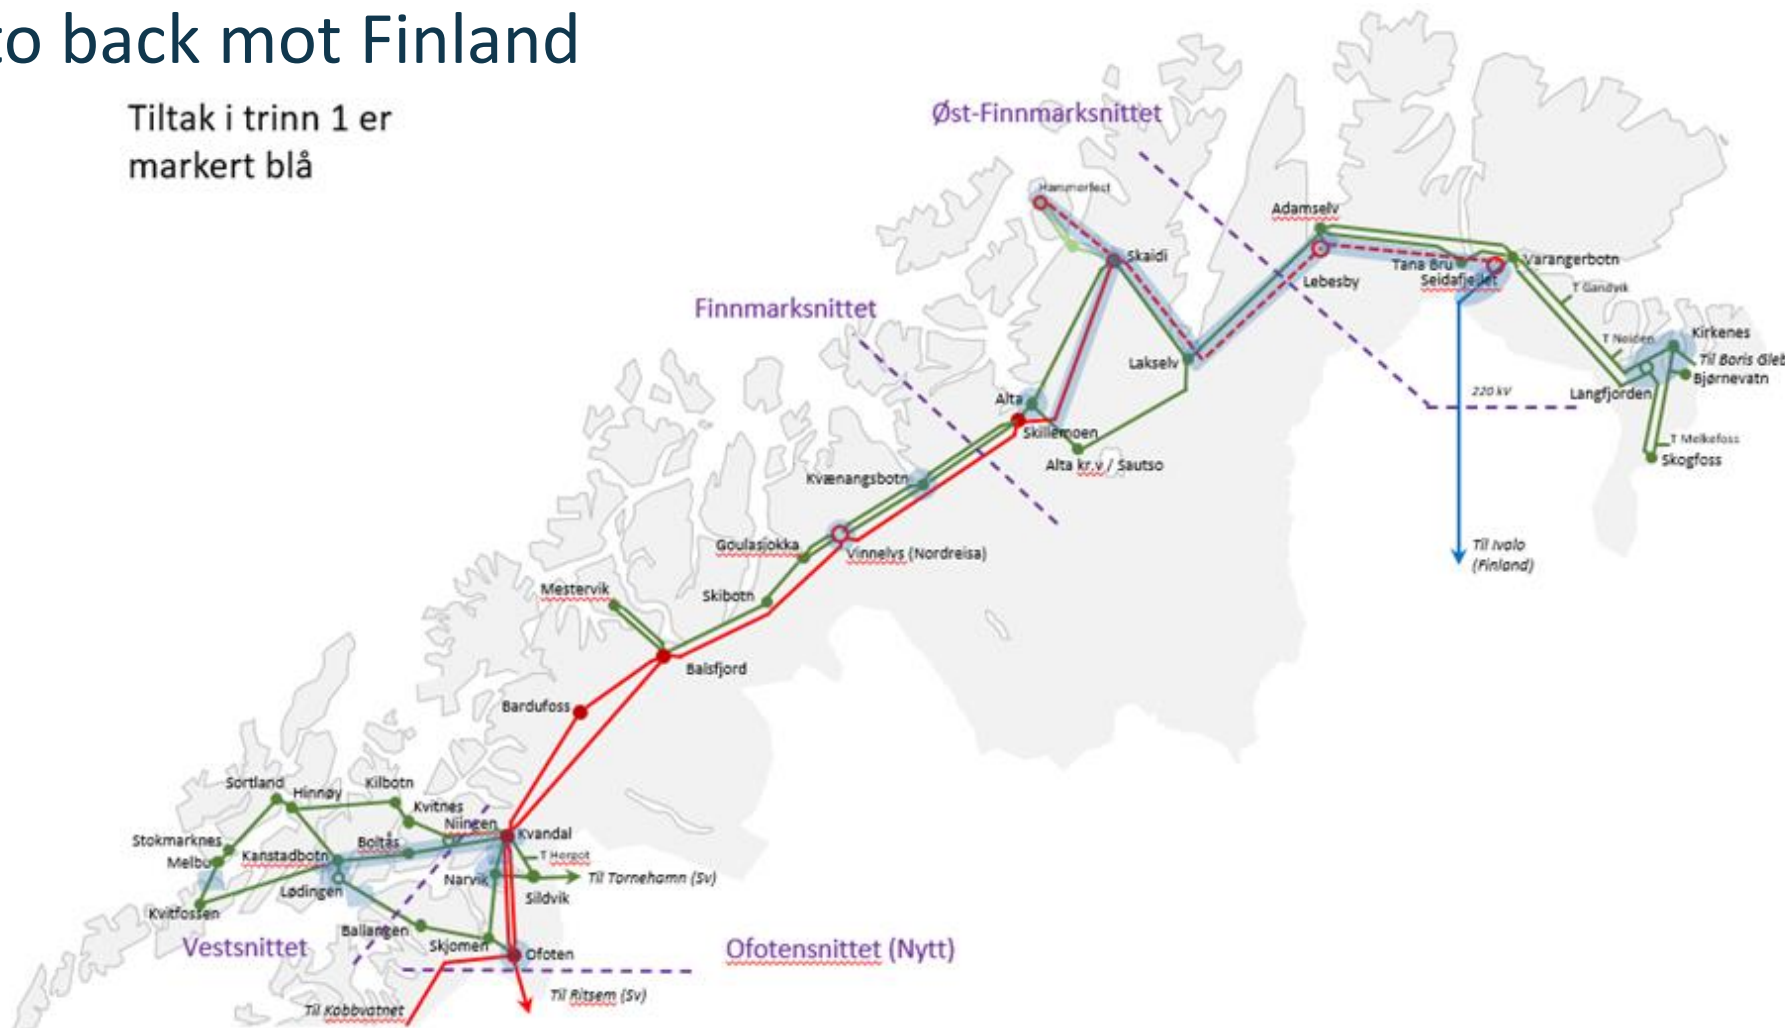 to back mot Finland
Tiltak i trinn 1 er
markert blå
Øst-Finnmarksnittet
Hammerfest
Adamselv
Skaidi
Tana Bru
Varangerbotn
Seidafjellet
Lebesby
T Gandvik
Finnmarksnittet
T Neiden
Kirkenes
Lakselv
Til Boris Gleb
Bjørnevatn
220 kV
Langfjorden
Alta
Skillemoen
T Melkefoss
Alta kr.v / Sautso
Skogfoss
Kvænangsbotn
Goulasjokka
Vinnelys (Nordreisa)
Til Ivalo
(Finland)
Mestervik
Skibotn
Balsfjord
Bardufoss
Sortland
Hinnøy
Kilbotn
Kvitnes
Niingen
Kvandal
Stokmarknes
Boltås
Melbu
Kanstadbotn
T Hergot
Narvik
Til Tornehamn (Sv)
Lødingen
Sildvik
Kvitfossen
Ballangen
Vestsnittet
Skjomen
Ofoten
Ofotensnittet (Nytt)
Til Ritsem (Sv)
Til Kobbvatnet